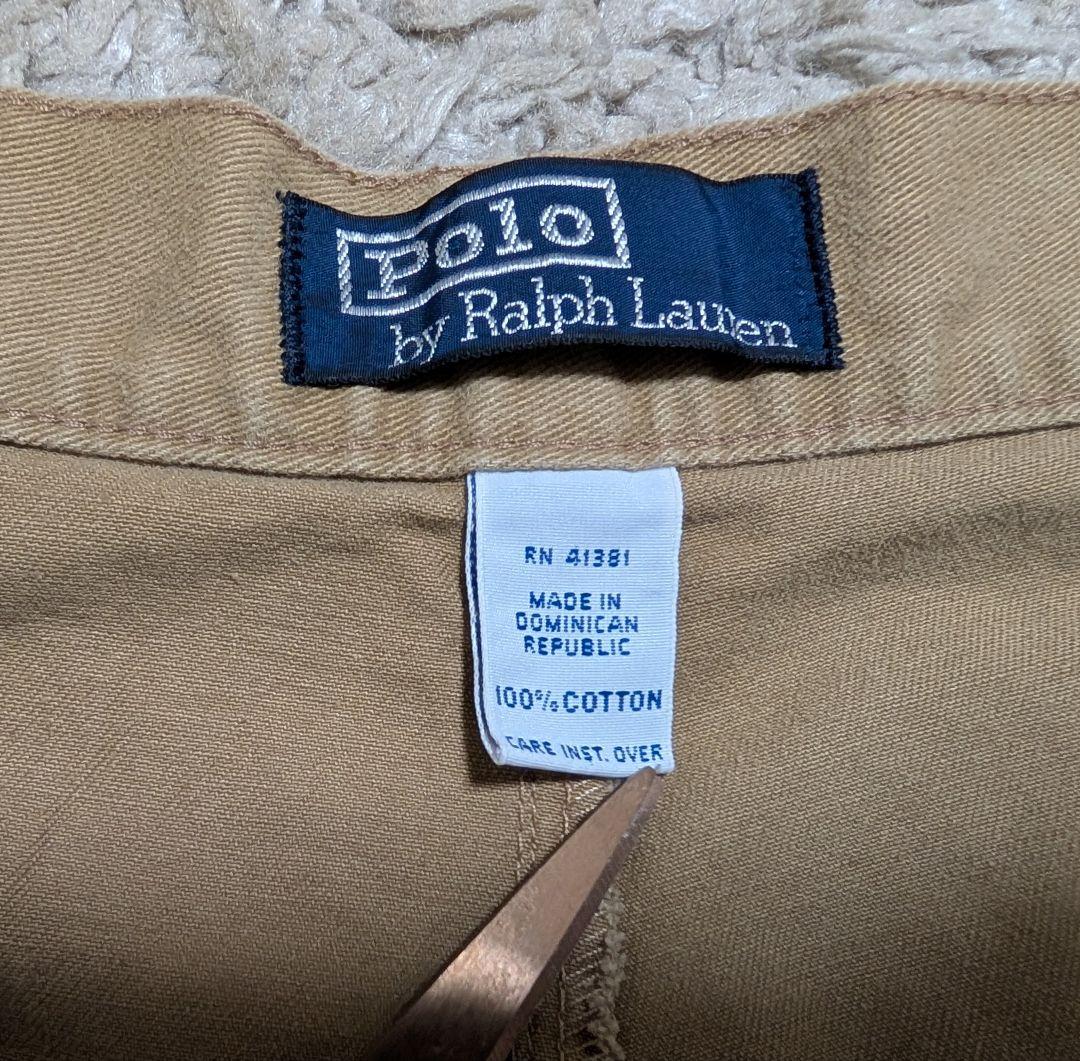 Polo
by Ralph Lauren
RN 41381
MADE IN
DOMINICAN
REPUBLIC
100% COTTON
CARE INST. OVER